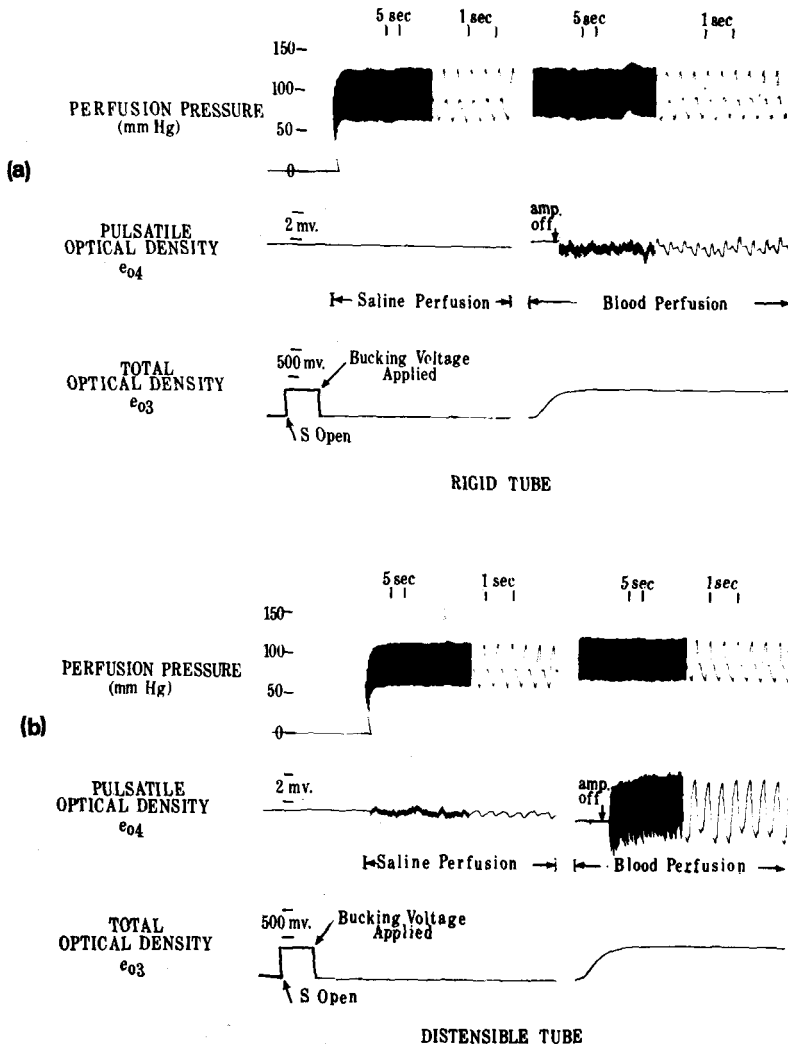 5 sec 1 sec 5 sec 1 sec
150
100
PERFUSION PRESSURE
(mm Hg)
50
(a)
0
PULSATILE
OPTICAL DENSITY
e04
2 mv.
amp.
off
Saline Perfusion
Blood Perfusion
TOTAL
OPTICAL DENSITY
e03
500 mv.
Bucking Voltage
Applied
S Open
RIGID TUBE
5 sec 1 sec 5 sec 1 sec
150
100
PERFUSION PRESSURE
(mm Hg)
50
(b)
0
PULSATILE
OPTICAL DENSITY
e04
2 mv.
amp.
off
Saline Perfusion
Blood Perfusion
TOTAL
OPTICAL DENSITY
e03
500 mv.
Bucking Voltage
Applied
S Open
DISTENSIBLE TUBE